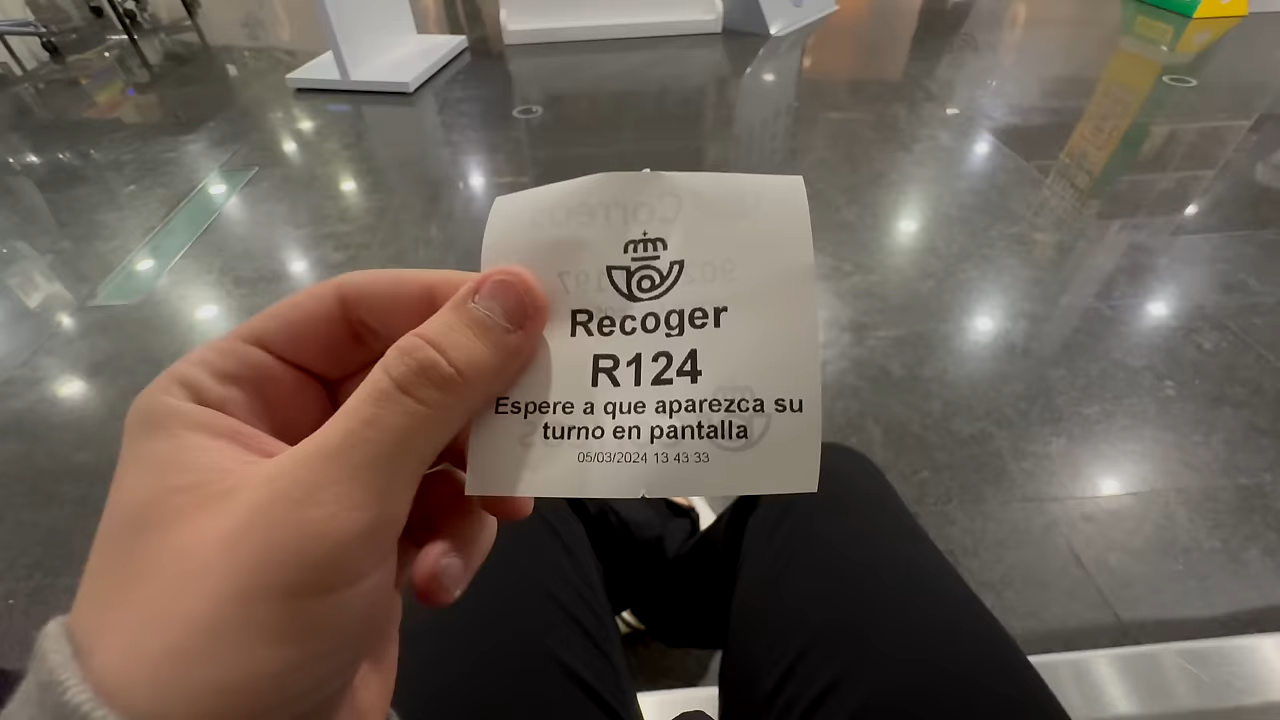 Recoger
R124
Espere a que aparezca su
turno en pantalla
05/03/2024 13 43 33